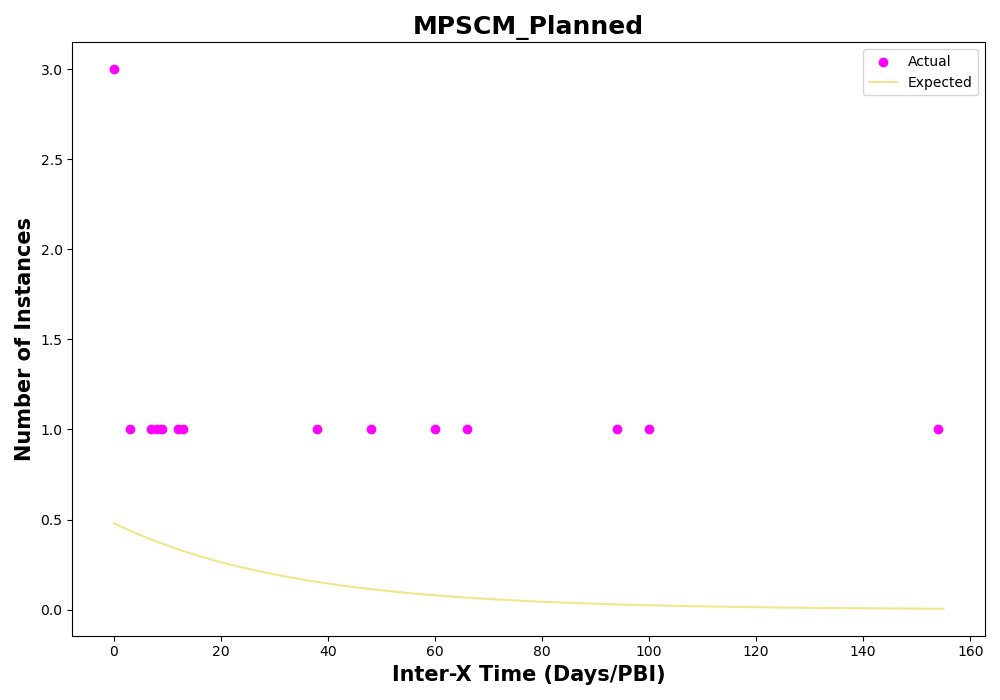 MPSCM_Planned
Actual
Expected
Number of Instances
3.0
2.5
2.0
1.5
1.0
0.5
0.0
0 20 40 60 80 100 120 140 160
Inter-X Time (Days/PBI)